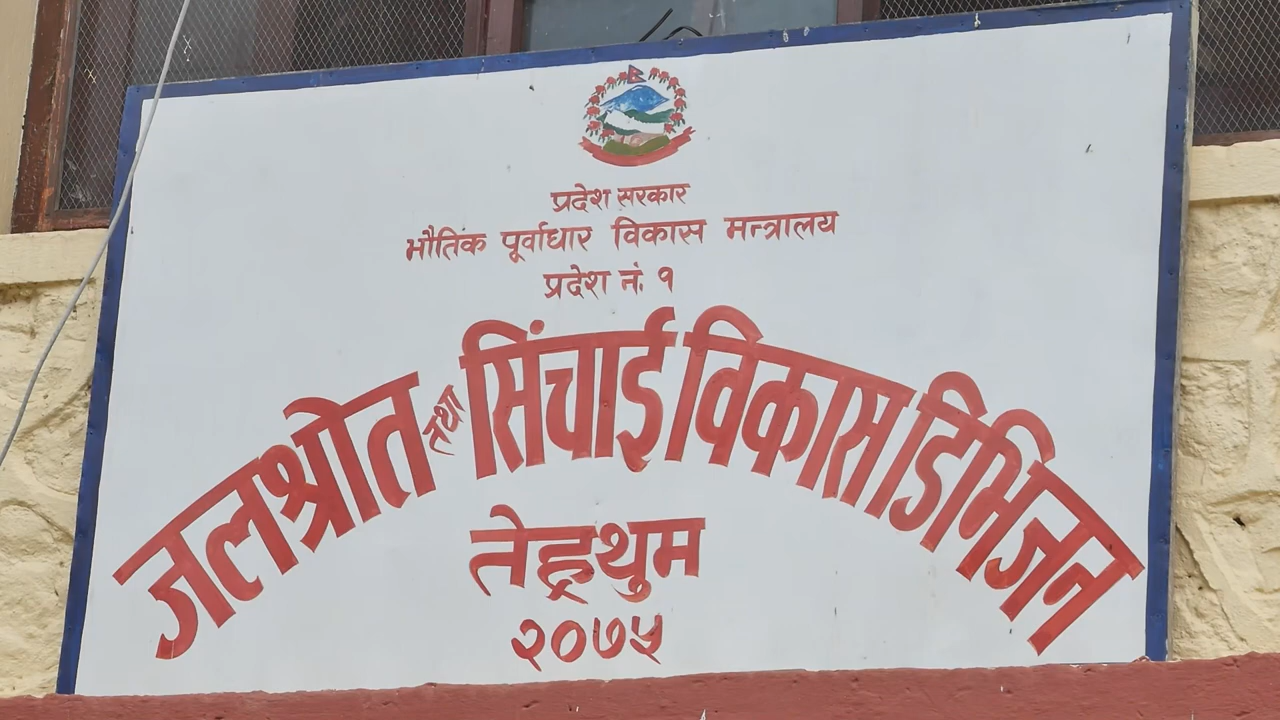 प्रदेश सरकार
भौतिक पूर्वाधार विकास मन्त्रालय
प्रदेश नं. १
जलश्रोत तथा सिंचाई विकास डिभिजन
तेह्रथुम
२०७५